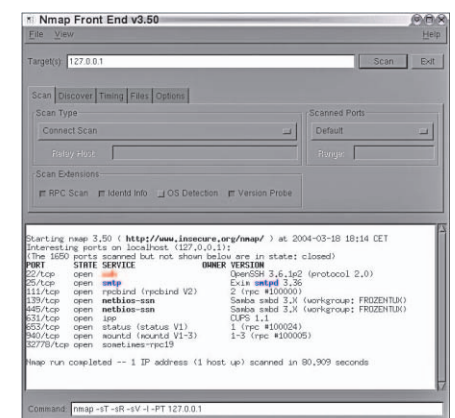 Nmap Front End v3.50
File View Help
Target(s): 127.0.0.1 Scan Exit
Scan Discover Timing Files Options
Scan Type Scanned Ports
Connect Scan Default
Relay Host: Range:
Scan Extensions
RPC Scan Identd Info OS Detection Version Probe
Starting nmap 3.50 ( http://www.insecure.org/nmap/ ) at 2004-03-18 18:14 CET
Interesting ports on localhost (127.0.0.1):
(The 1650 ports scanned but not shown below are in state: closed)
PORT STATE SERVICE OWNER VERSION
22/tcp open ssh OpenSSH 3.6.1p2 (protocol 2.0)
25/tcp open smtp Exim smtpd 3.36
111/tcp open rpcbind (rpcbind V2) 2 (rpc #100000)
139/tcp open netbios-ssn Samba smbd 3.X (workgroup: FROZENTUX)
445/tcp open netbios-ssn Samba smbd 3.X (workgroup: FROZENTUX)
631/tcp open ipp CUPS 1.1
653/tcp open status (status V1) 1 (rpc #100024)
940/tcp open mountd (mountd V1-3) 1-3 (rpc #100005)
32778/tcp open sometimes-rpc19
Nmap run completed -- 1 IP address (1 host up) scanned in 80.909 seconds
Command: nmap -sT -sR -sV -I -PT 127.0.0.1